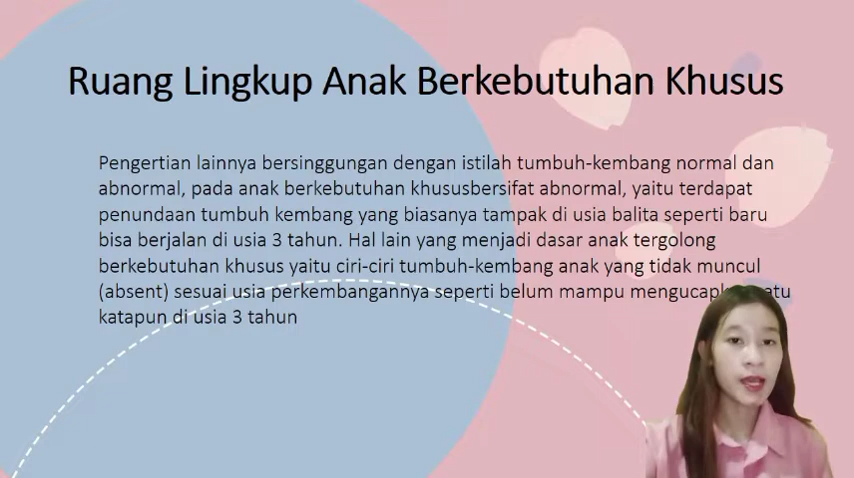 Ruang Lingkup Anak Berkebutuhan Khusus
Pengertian lainnya bersinggungan dengan istilah tumbuh-kembang normal dan
abnormal, pada anak berkebutuhan khususbersifat abnormal, yaitu terdapat
penundaan tumbuh kembang yang biasanya tampak di usia balita seperti baru
bisa berjalan di usia 3 tahun. Hal lain yang menjadi dasar anak tergolong
berkebutuhan khusus yaitu ciri-ciri tumbuh-kembang anak yang tidak muncul
(absent) sesuai usia perkembangannya seperti belum mampu
katapun di usia 3 tahun